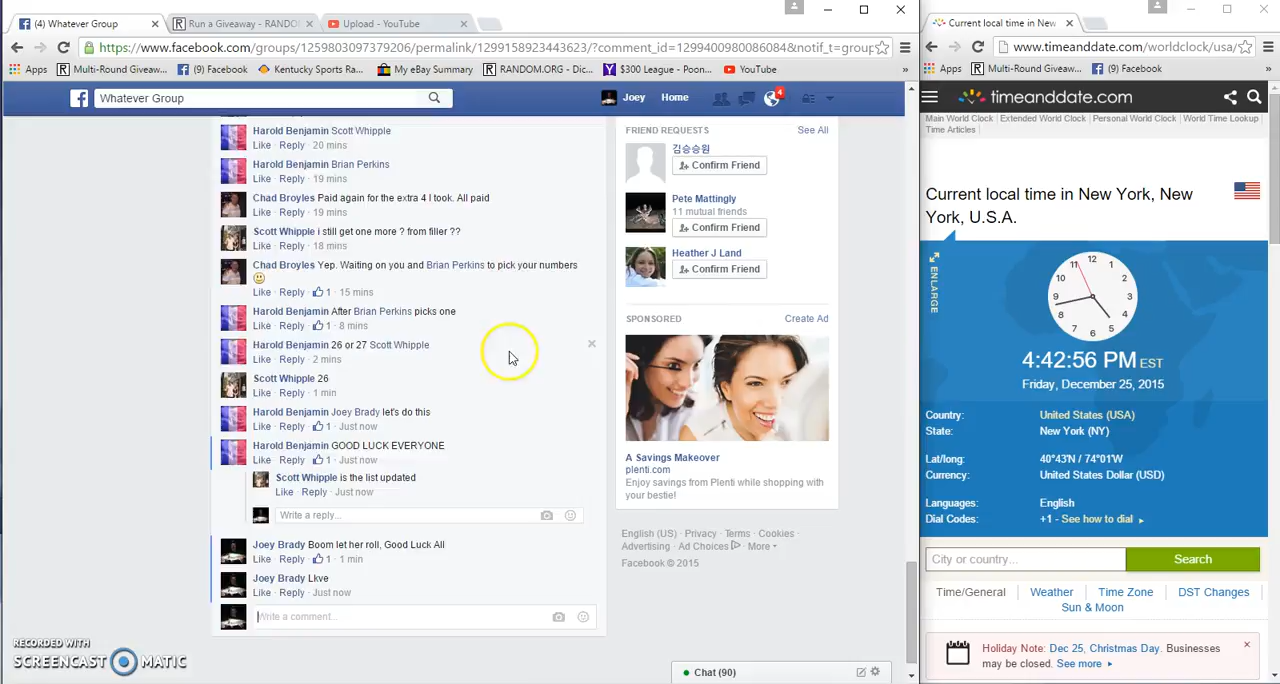 (4) Whatever Group
Run a Giveaway - RANDO
Upload - YouTube
https://www.facebook.com/groups/1259803097379206/permalink/1299158923443623/?comment_id=1299400090086084&notif_t=group
Apps
Multi-Round Giveaw...
(9) Facebook
Kentucky Sports Ra...
My eBay Summary
RANDOM.ORG - Dic...
$300 League - Poon...
YouTube
»
Whatever Group
Joey
Home
4
Harold Benjamin Scott Whipple
Like · Reply · 20 mins
Harold Benjamin Brian Perkins
Like · Reply · 19 mins
Chad Broyles Paid again for the extra 4 I took. All paid
Like · Reply · 19 mins
Scott Whipple i still get one more ? from filler ??
Like · Reply · 18 mins
Chad Broyles Yep. Waiting on you and Brian Perkins to pick your numbers
Like · Reply · 1 · 15 mins
Harold Benjamin After Brian Perkins picks one
Like · Reply · 1 · 8 mins
Harold Benjamin 26 or 27 Scott Whipple
Like · Reply · 2 mins
Scott Whipple 26
Like · Reply · 1 min
Harold Benjamin Joey Brady let's do this
Like · Reply · 1 · Just now
Harold Benjamin GOOD LUCK EVERYONE
Like · Reply · 1 · Just now
Scott Whipple is the list updated
Like · Reply · Just now
Write a reply...
Joey Brady Boom let her roll, Good Luck All
Like · Reply · 1 · 1 min
Joey Brady Lkve
Like · Reply · Just now
Write a comment...
RECORDED WITH
SCREENCAST MATIC
FRIEND REQUESTS
See All
김승승원
Confirm Friend
Pete Mattingly
11 mutual friends
Confirm Friend
Heather J Land
Confirm Friend
SPONSORED
Create Ad
A Savings Makeover
plenti.com
Enjoy savings from Plenti while shopping with
your bestie!
English (US) · Privacy · Terms · Cookies ·
Advertising · Ad Choices · More
Facebook © 2015
Chat (90)
Current local time in New
www.timeanddate.com/worldclock/usa/
Apps
Multi-Round Giveaw...
(9) Facebook
»
timeanddate.com
Main World Clock | Extended World Clock | Personal World Clock | World Time Lookup
Time Articles |
Current local time in New York, New
York, U.S.A.
ENLARGE
12
1
2
3
4
5
6
7
8
9
10
11
4:42:56 PM EST
Friday, December 25, 2015
Country: United States (USA)
State: New York (NY)
Lat/long: 40°43'N / 74°01'W
Currency: United States Dollar (USD)
Languages: English
Dial Codes: +1 - See how to dial
City or country...
Search
Time/General
Weather
Time Zone
DST Changes
Sun & Moon
Holiday Note: Dec 25, Christmas Day. Businesses
may be closed. See more